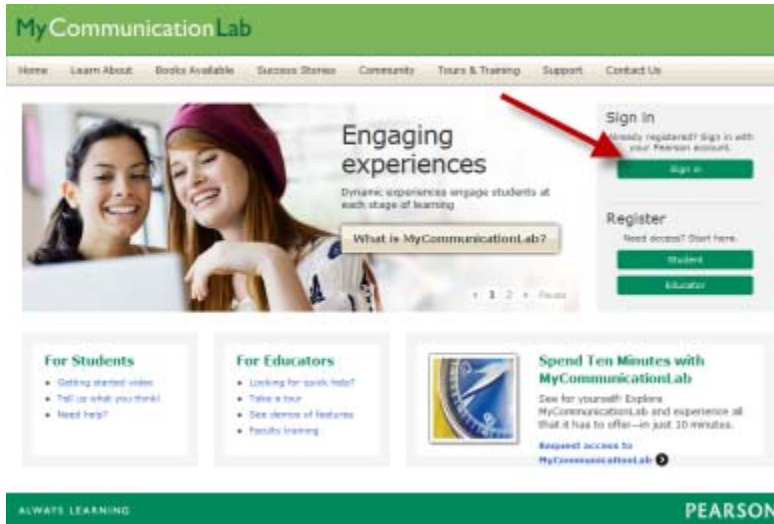 MyCommunicationLab
Home Learn About Books Available Success Stories Community Tours & Training Support Contact Us
Engaging
experiences
Dynamic experiences engage students at
each stage of learning
What is MyCommunicationLab?
1 2 Pause
Sign in
Already registered? Sign in with
your Pearson account.
Sign in
Register
Need access? Start here.
Student
Educator
For Students
Getting started video
Tell us what you think!
Need help?
For Educators
Looking for quick help?
Take a tour
See demos of features
Faculty training
Spend Ten Minutes with
MyCommunicationLab
See for yourself! Explore
MyCommunicationLab and experience all
that it has to offer—in just 10 minutes.
Request access to
MyCommunicationLab
ALWAYS LEARNING
PEARSON